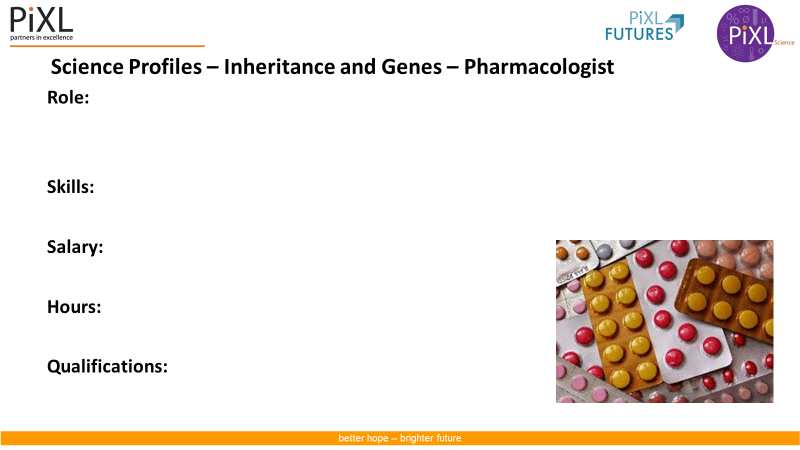 PiXL
partners in excellence
PiXL
FUTURES
PiXL
Science
Science Profiles – Inheritance and Genes – Pharmacologist
Role:
Skills:
Salary:
Hours:
Qualifications:
better hope – brighter future